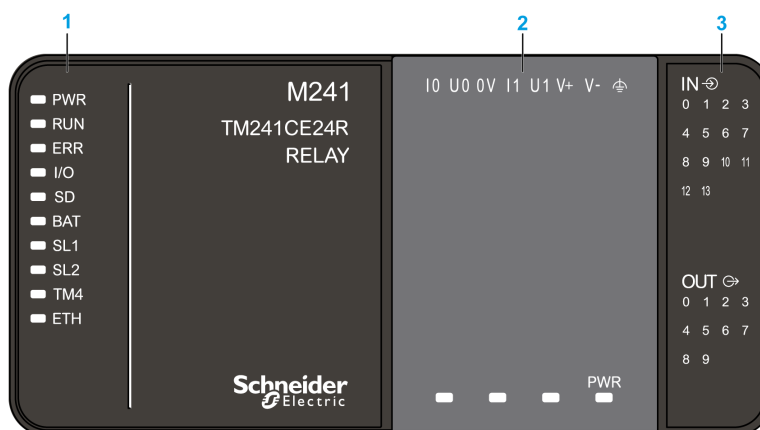 1
2
3
PWR
RUN
ERR
I/O
SD
BAT
SL1
SL2
TM4
ETH
M241
TM241CE24R
RELAY
Schneider
Electric
I0 U0 0V I1 U1 V+ V-
PWR
IN
0 1 2 3
4 5 6 7
8 9 10 11
12 13
OUT
0 1 2 3
4 5 6 7
8 9